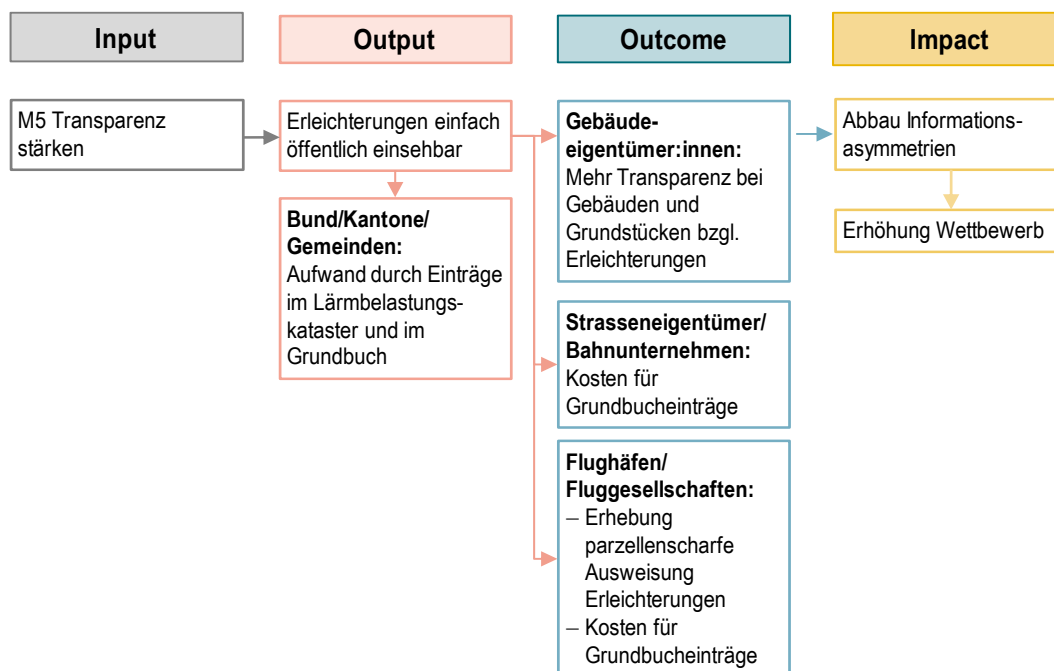 Input
Output
Outcome
Impact
M5 Transparenz
stärken
Erleichterungen einfach
öffentlich einsehbar
Bund/Kantone/
Gemeinden:
Aufwand durch Einträge
im Lärmbelastungs-
kataster und im
Grundbuch
Gebäude-
eigentümer:innen:
Mehr Transparenz bei
Gebäuden und
Grundstücken bzgl.
Erleichterungen
Strasseneigentümer/
Bahnunternehmen:
Kosten für
Grundbucheinträge
Flughäfen/
Fluggesellschaften:
– Erhebung
parzellenscharfe
Ausweisung
Erleichterungen
– Kosten für
Grundbucheinträge
Abbau Informations-
asymmetrien
Erhöhung Wettbewerb